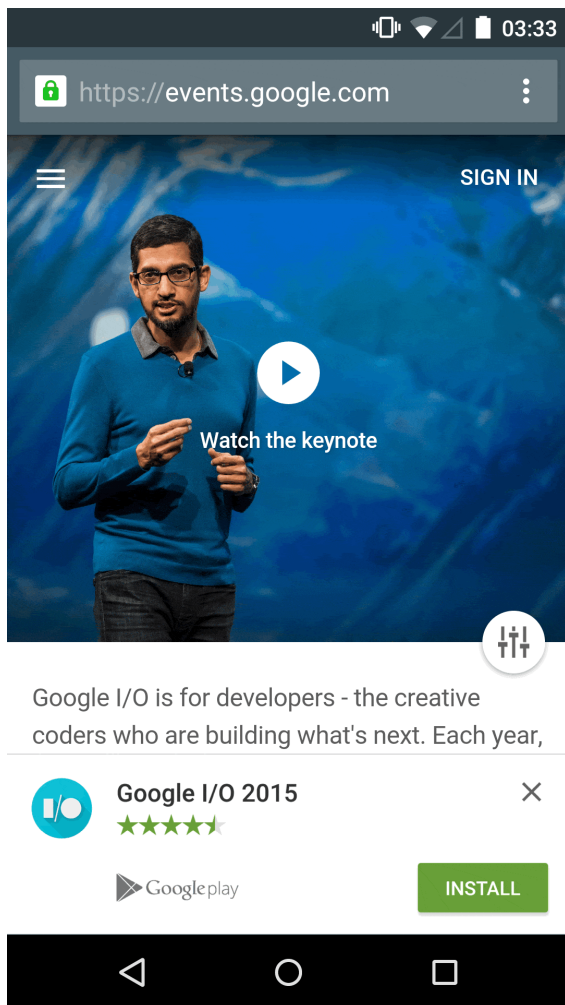 03:33
https://events.google.com
SIGN IN
Watch the keynote
Google I/O is for developers - the creative
coders who are building what's next. Each year,
I/O
Google I/O 2015
Google play
INSTALL